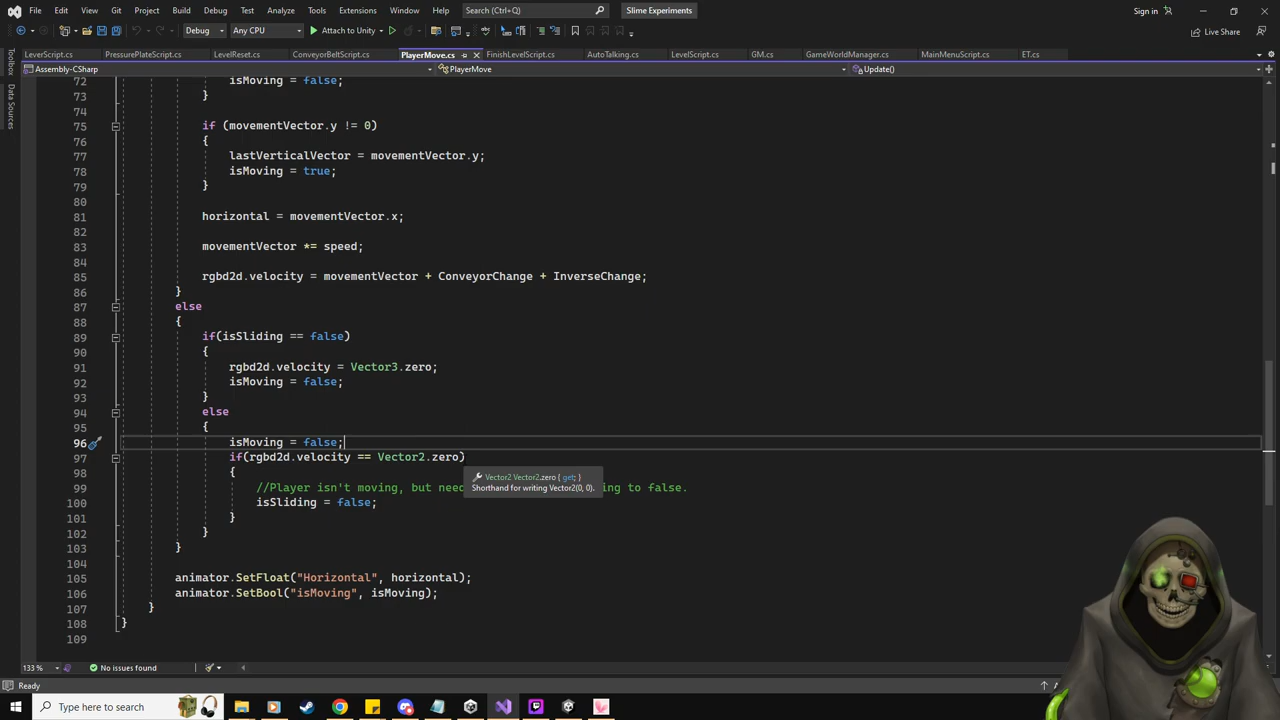 File Edit View Git Project Build Debug Test Analyze Tools Extensions Window Help Search (Ctrl+Q) Slime Experiments Sign in
Debug Any CPU Attach to Unity Live Share
LeverScript.cs PressurePlateScript.cs LevelReset.cs ConveyorBeltScript.cs PlayerMove.cs FinishLevelScript.cs AutoTalking.cs LevelScript.cs GM.cs GameWorldManager.cs MainMenuScript.cs ET.cs
Assembly-CSharp PlayerMove Update()
Toolbox
Data Sources
72 isMoving = false;
73 }
74
75 if (movementVector.y != 0)
76 {
77 lastVerticalVector = movementVector.y;
78 isMoving = true;
79 }
80
81 horizontal = movementVector.x;
82
83 movementVector *= speed;
84
85 rgbd2d.velocity = movementVector + ConveyorChange + InverseChange;
86 }
87 else
88 {
89 if(isSliding == false)
90 {
91 rgbd2d.velocity = Vector3.zero;
92 isMoving = false;
93 }
94 else
95 {
96 isMoving = false;
97 if(rgbd2d.velocity == Vector2.zero)
98 {
Vector2 Vector2.zero { get; }
Shorthand for writing Vector2(0, 0).
99 //Player isn't moving, but need ng to false.
100 isSliding = false;
101 }
102 }
103 }
104
105 animator.SetFloat("Horizontal", horizontal);
106 animator.SetBool("isMoving", isMoving);
107 }
108 }
109
133 % No issues found
Ready
Type here to search